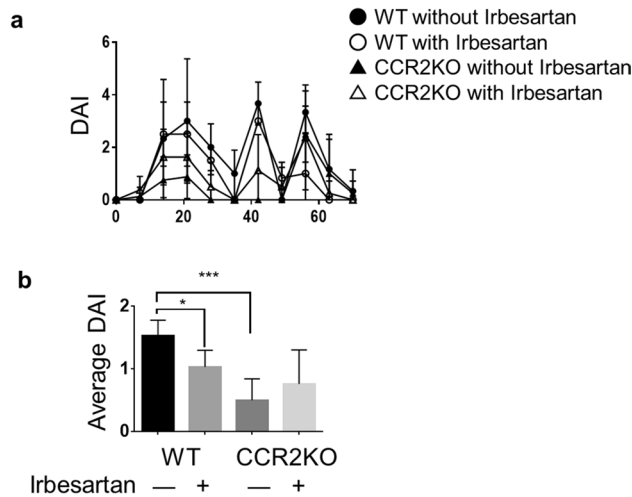 a
WT without Irbesartan
WT with Irbesartan
CCR2KO without Irbesartan
CCR2KO with Irbesartan
DAI
6
4
2
0
0 20 40 60
b
***
*
Average DAI
2
1
0
WT CCR2KO
Irbesartan — + — +